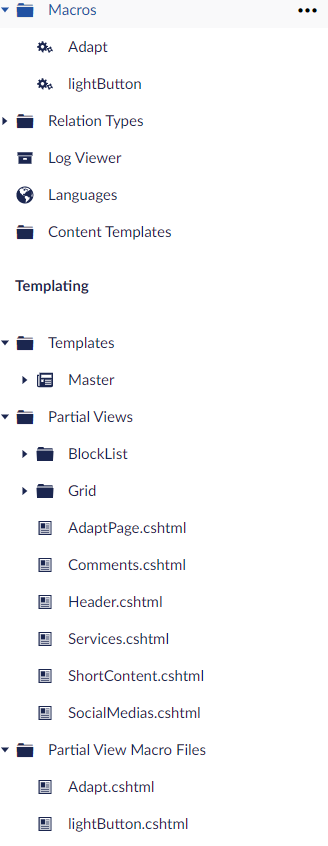 Macros
Adapt
lightButton
Relation Types
Log Viewer
Languages
Content Templates
Templating
Templates
Master
Partial Views
BlockList
Grid
AdaptPage.cshtml
Comments.cshtml
Header.cshtml
Services.cshtml
ShortContent.cshtml
SocialMedias.cshtml
Partial View Macro Files
Adapt.cshtml
lightButton.cshtml